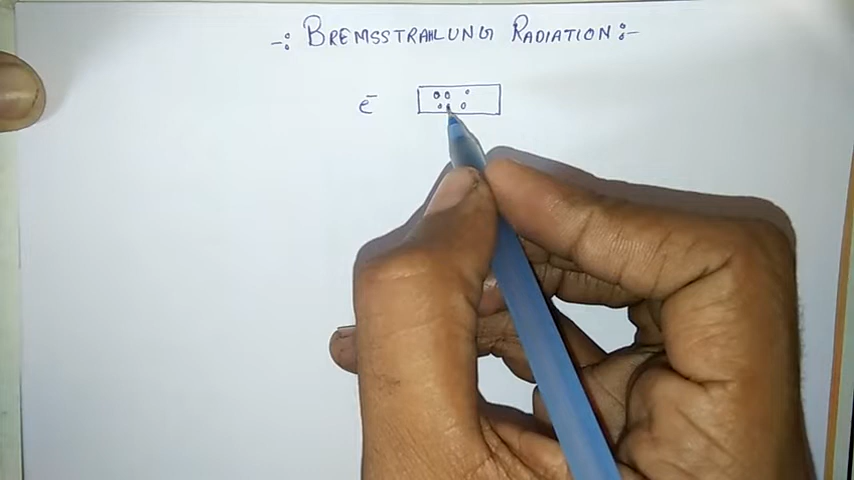 -: BREMSSTRAHLUNG RADIATION :-
e⁻